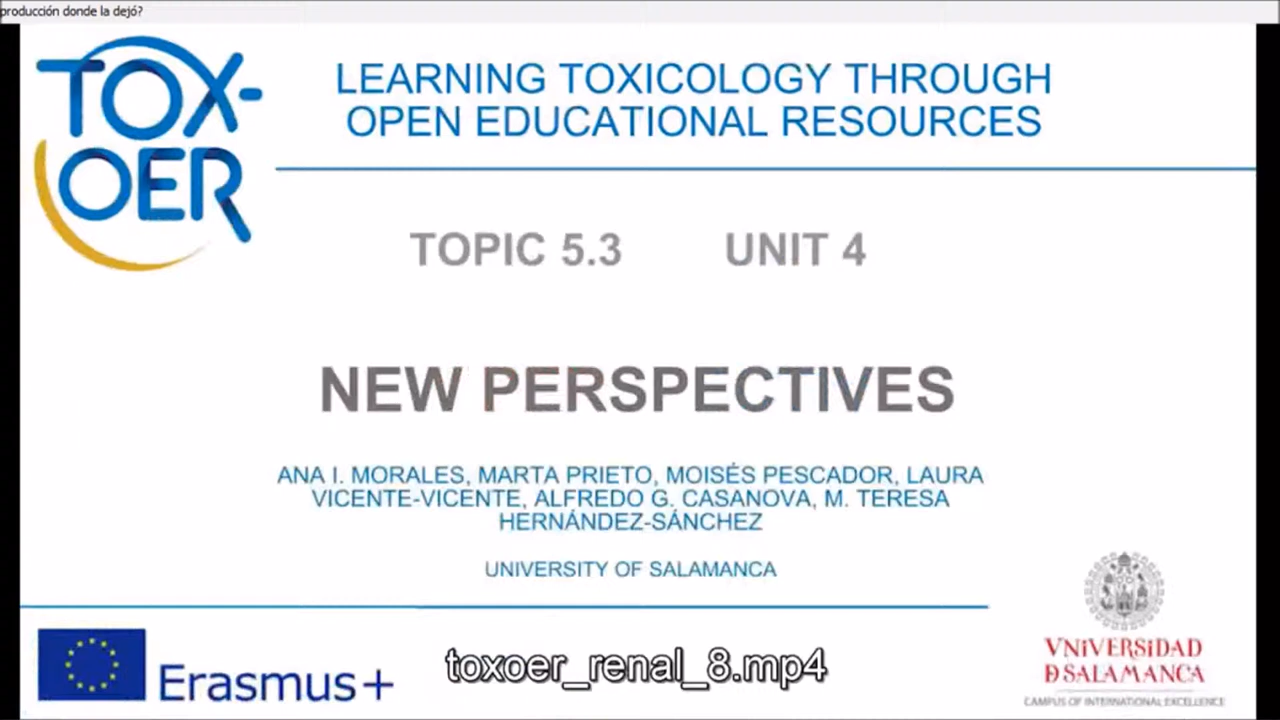 producción donde la dejó?
TOX-
OER
LEARNING TOXICOLOGY THROUGH
OPEN EDUCATIONAL RESOURCES
TOPIC 5.3 UNIT 4
NEW PERSPECTIVES
ANA I. MORALES, MARTA PRIETO, MOISÉS PESCADOR, LAURA
VICENTE-VICENTE, ALFREDO G. CASANOVA, M. TERESA
HERNÁNDEZ-SÁNCHEZ
UNIVERSITY OF SALAMANCA
Erasmus+
toxoer_renal_8.mp4
VNiVERSiDAD
D SALAMANCA
CAMPUS OF INTERNATIONAL EXCELLENCE